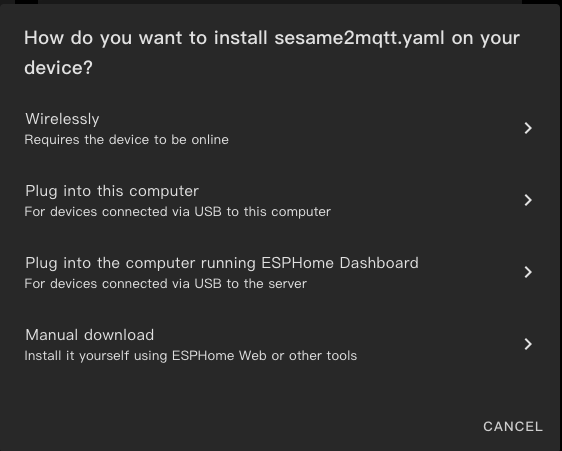 How do you want to install sesame2mqtt.yaml on your
device?
Wirelessly
Requires the device to be online
Plug into this computer
For devices connected via USB to this computer
Plug into the computer running ESPHome Dashboard
For devices connected via USB to the server
Manual download
Install it yourself using ESPHome Web or other tools
CANCEL